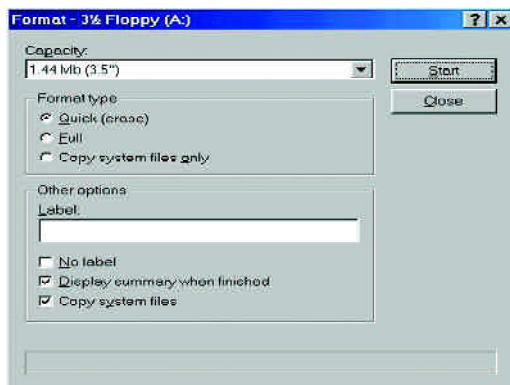 Format - 3½ Floppy (A:)
Capacity:
1.44 Mb (3.5")
Start
Close
Format type
Quick (erase)
Full
Copy system files only
Other options
Label:
No label
Display summary when finished
Copy system files